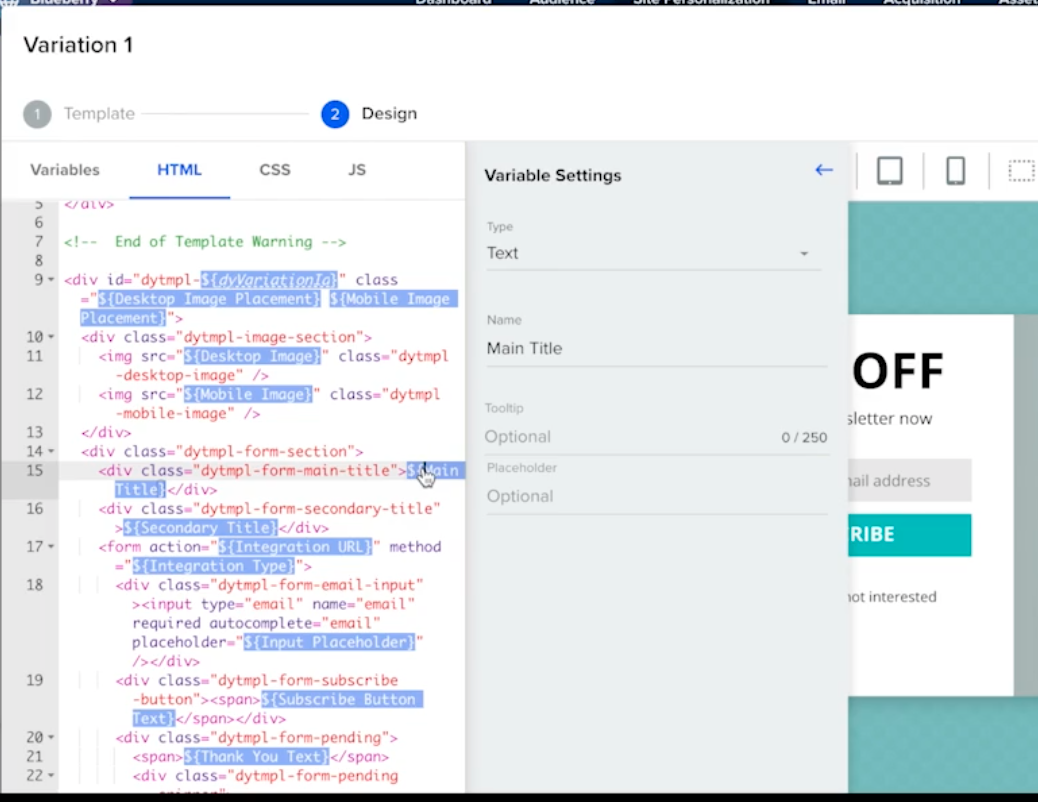 Blueberry
Dashboard Audience Site Personalization Email Acquisition
Variation 1
1 Template 2 Design
Variables HTML CSS JS
5 </div>
6
7 <!-- End of Template Warning -->
8
9 <div id="dytmpl-${dyVariationId}" class
="${Desktop Image Placement} ${Mobile Image
Placement}">
10 <div class="dytmpl-image-section">
11 <img src="${Desktop Image}" class="dytmpl
-desktop-image" />
12 <img src="${Mobile Image}" class="dytmpl
-mobile-image" />
13 </div>
14 <div class="dytmpl-form-section">
15 <div class="dytmpl-form-main-title">${Main
Title}</div>
16 <div class="dytmpl-form-secondary-title"
>${Secondary Title}</div>
17 <form action="${Integration URL}" method
="${Integration Type}">
18 <div class="dytmpl-form-email-input"
><input type="email" name="email"
required autocomplete="email"
placeholder="${Input Placeholder}"
/></div>
19 <div class="dytmpl-form-subscribe
-button"><span>${Subscribe Button
Text}</span></div>
20 <div class="dytmpl-form-pending">
21 <span>${Thank You Text}</span>
22 <div class="dytmpl-form-pending
Variable Settings
Type
Text
Name
Main Title
Tooltip
Optional 0 / 250
Placeholder
Optional
OFF
sletter now
ail address
RIBE
not interested